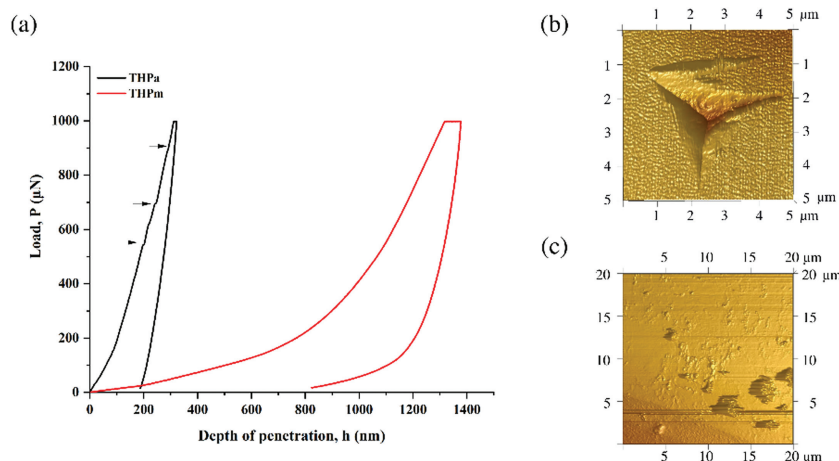 (a)
1200
1000
800
600
400
200
0
THPa
THPm
Load, P (µN)
0 200 400 600 800 1000 1200 1400
Depth of penetration, h (nm)
(b)
1 2 3 4 5 µm
1 1
2 2
3 3
4 4
5 5 µm
1 2 3 4
(c)
5 10 15 20 µm
20 20 µm
15 15
10 10
5 5
5 10 15 20 µm